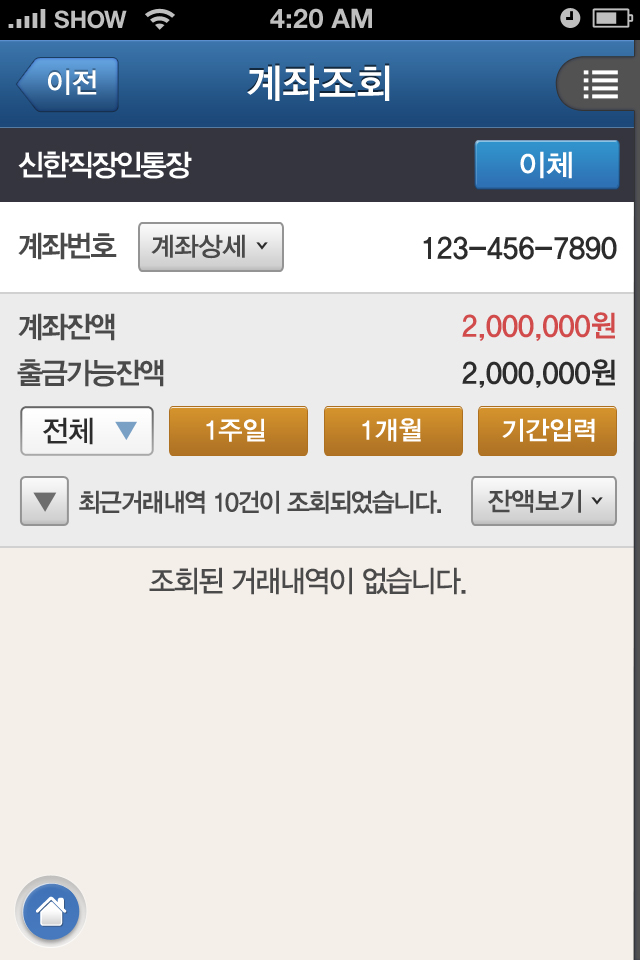 SHOW 4:20 AM
이전 계좌조회
신한직장인통장 이체
계좌번호 계좌상세 123-456-7890
계좌잔액 2,000,000원
출금가능잔액 2,000,000원
전체 1주일 1개월 기간입력
최근거래내역 10건이 조회되었습니다. 잔액보기
조회된 거래내역이 없습니다.